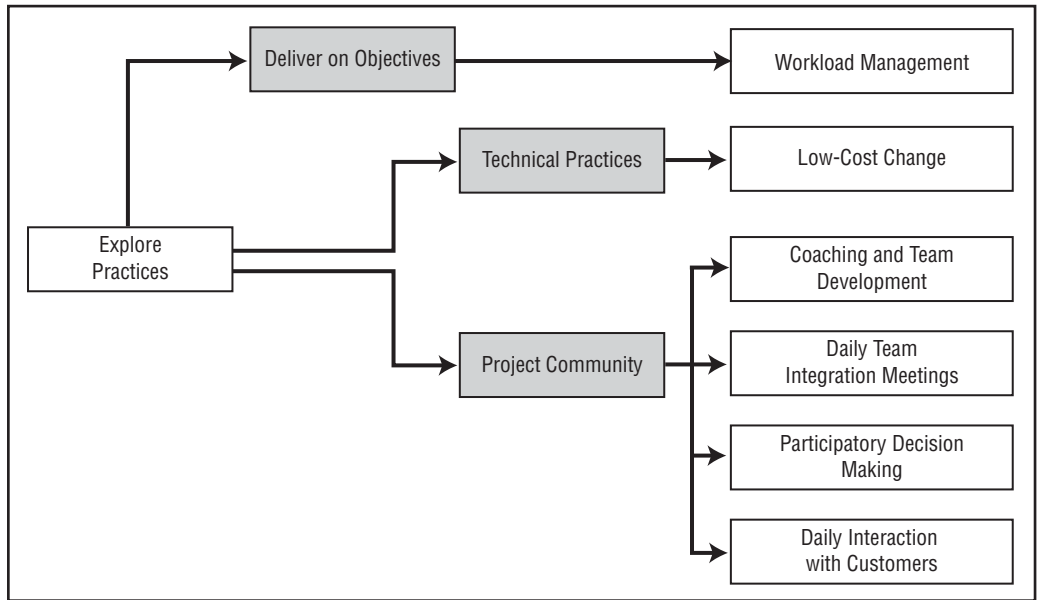 Deliver on Objectives
Workload Management
Technical Practices
Low-Cost Change
Explore
Practices
Coaching and Team
Development
Project Community
Daily Team
Integration Meetings
Participatory Decision
Making
Daily Interaction
with Customers